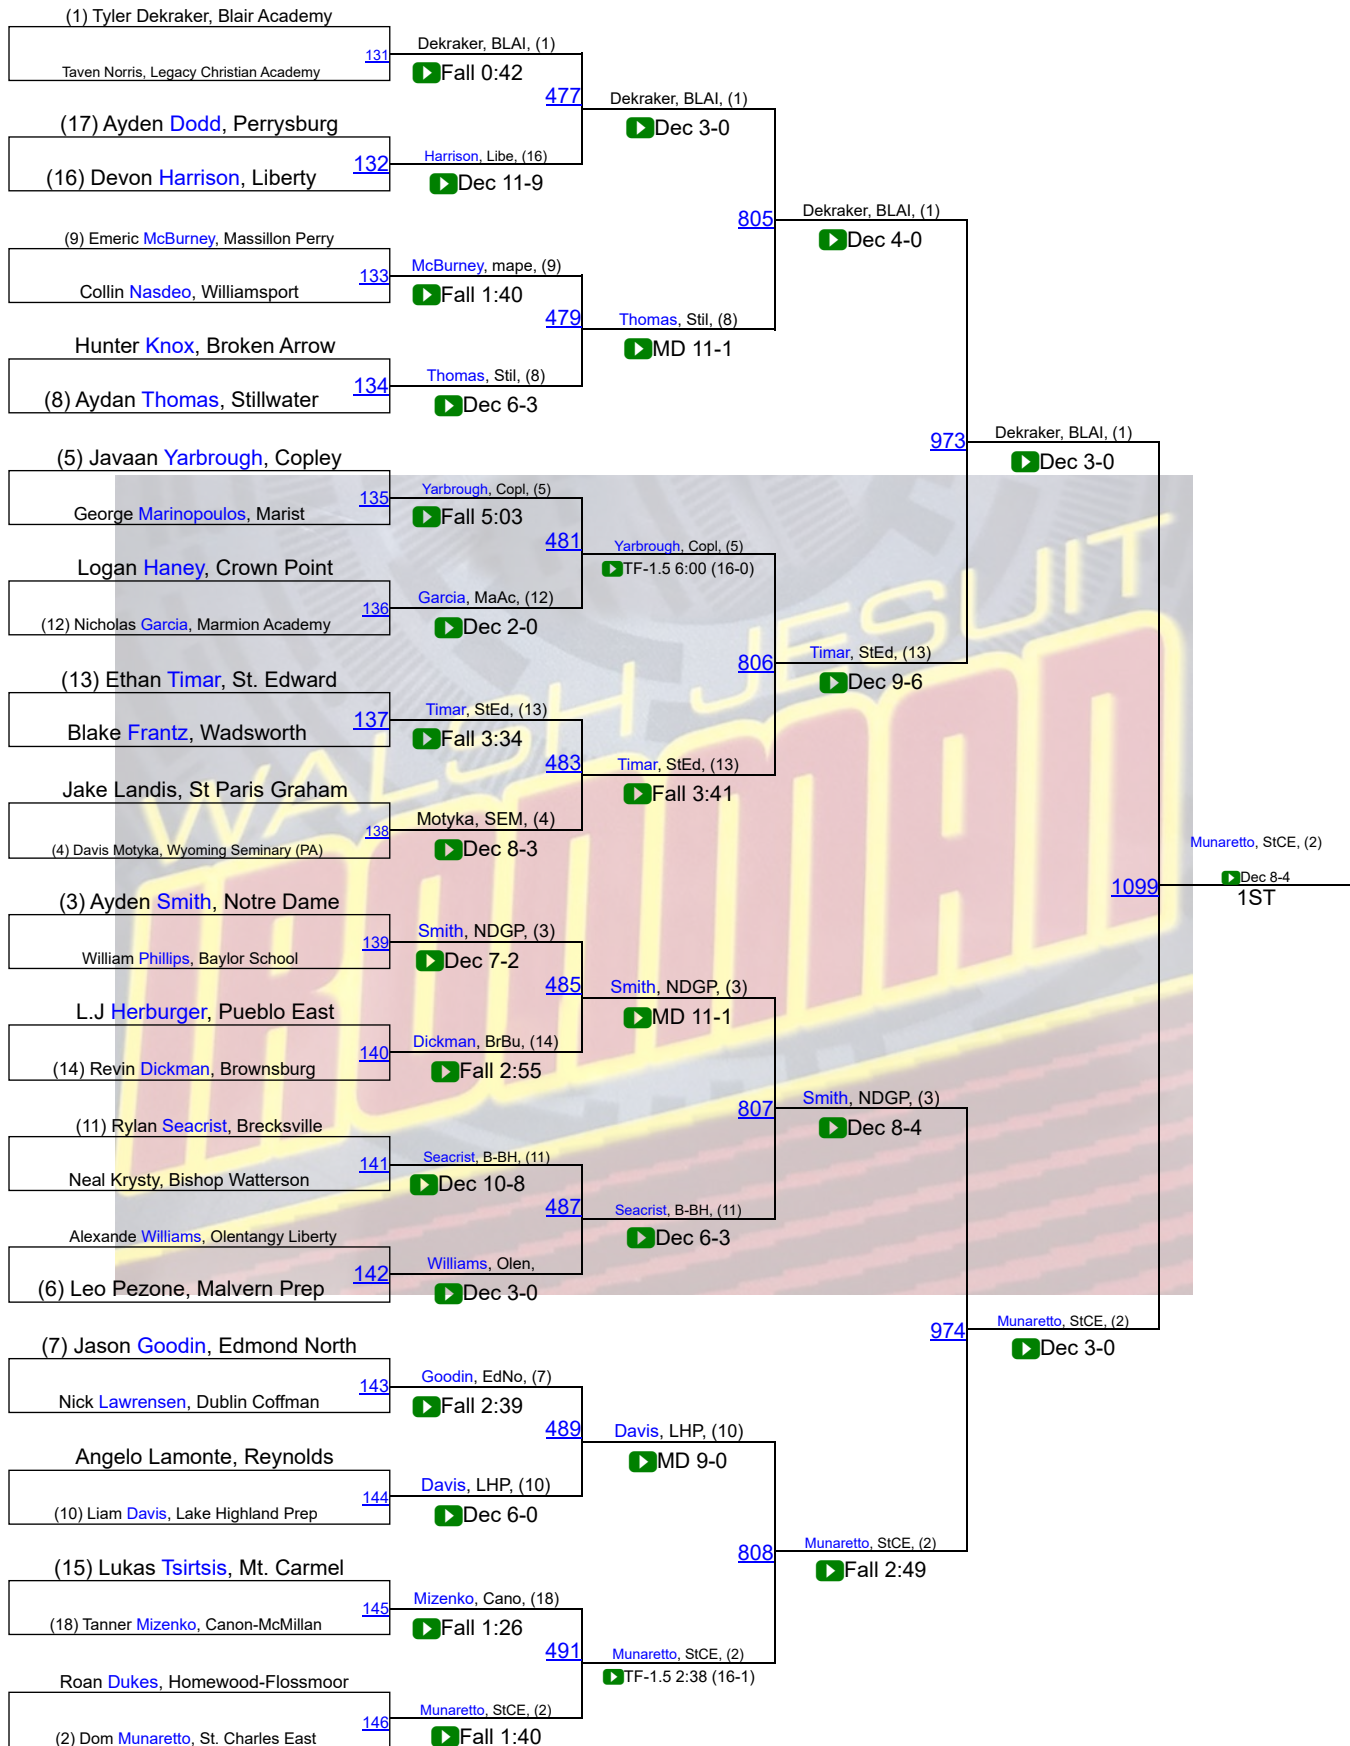 (1) Tyler Dekraker, Blair Academy
131
Taven Norris, Legacy Christian Academy
Dekraker, BLAI, (1)
Fall 0:42
477
Dekraker, BLAI, (1)
Dec 3-0
(17) Ayden Dodd, Perrysburg
132
(16) Devon Harrison, Liberty
Harrison, Libe, (16)
Dec 11-9
805
Dekraker, BLAI, (1)
Dec 4-0
(9) Emeric McBurney, Massillon Perry
133
Collin Nasdeo, Williamsport
McBurney, mape, (9)
Fall 1:40
479
Thomas, Stil, (8)
MD 11-1
Hunter Knox, Broken Arrow
134
(8) Aydan Thomas, Stillwater
Thomas, Stil, (8)
Dec 6-3
973
Dekraker, BLAI, (1)
Dec 3-0
(5) Javaan Yarbrough, Copley
135
George Marinopoulos, Marist
Yarbrough, Copl, (5)
Fall 5:03
481
Yarbrough, Copl, (5)
TF-1.5 6:00 (16-0)
Logan Haney, Crown Point
136
(12) Nicholas Garcia, Marmion Academy
Garcia, MaAc, (12)
Dec 2-0
806
Timar, StEd, (13)
Dec 9-6
(13) Ethan Timar, St. Edward
137
Blake Frantz, Wadsworth
Timar, StEd, (13)
Fall 3:34
483
Timar, StEd, (13)
Fall 3:41
Jake Landis, St Paris Graham
138
(4) Davis Motyka, Wyoming Seminary (PA)
Motyka, SEM, (4)
Dec 8-3
1099
Munaretto, StCE, (2)
Dec 8-4
1ST
(3) Ayden Smith, Notre Dame
139
William Phillips, Baylor School
Smith, NDGP, (3)
Dec 7-2
485
Smith, NDGP, (3)
MD 11-1
L.J Herburger, Pueblo East
140
(14) Revin Dickman, Brownsburg
Dickman, BrBu, (14)
Fall 2:55
807
Smith, NDGP, (3)
Dec 8-4
(11) Rylan Seacrist, Brecksville
141
Neal Krysty, Bishop Watterson
Seacrist, B-BH, (11)
Dec 10-8
487
Seacrist, B-BH, (11)
Dec 6-3
Alexande Williams, Olentangy Liberty
142
(6) Leo Pezone, Malvern Prep
Williams, Olen,
Dec 3-0
974
Munaretto, StCE, (2)
Dec 3-0
(7) Jason Goodin, Edmond North
143
Nick Lawrensen, Dublin Coffman
Goodin, EdNo, (7)
Fall 2:39
489
Davis, LHP, (10)
MD 9-0
Angelo Lamonte, Reynolds
144
(10) Liam Davis, Lake Highland Prep
Davis, LHP, (10)
Dec 6-0
808
Munaretto, StCE, (2)
Fall 2:49
(15) Lukas Tsirtsis, Mt. Carmel
145
(18) Tanner Mizenko, Canon-McMillan
Mizenko, Cano, (18)
Fall 1:26
491
Munaretto, StCE, (2)
TF-1.5 2:38 (16-1)
Roan Dukes, Homewood-Flossmoor
146
(2) Dom Munaretto, St. Charles East
Munaretto, StCE, (2)
Fall 1:40
WALSH JESUIT
IRONMAN